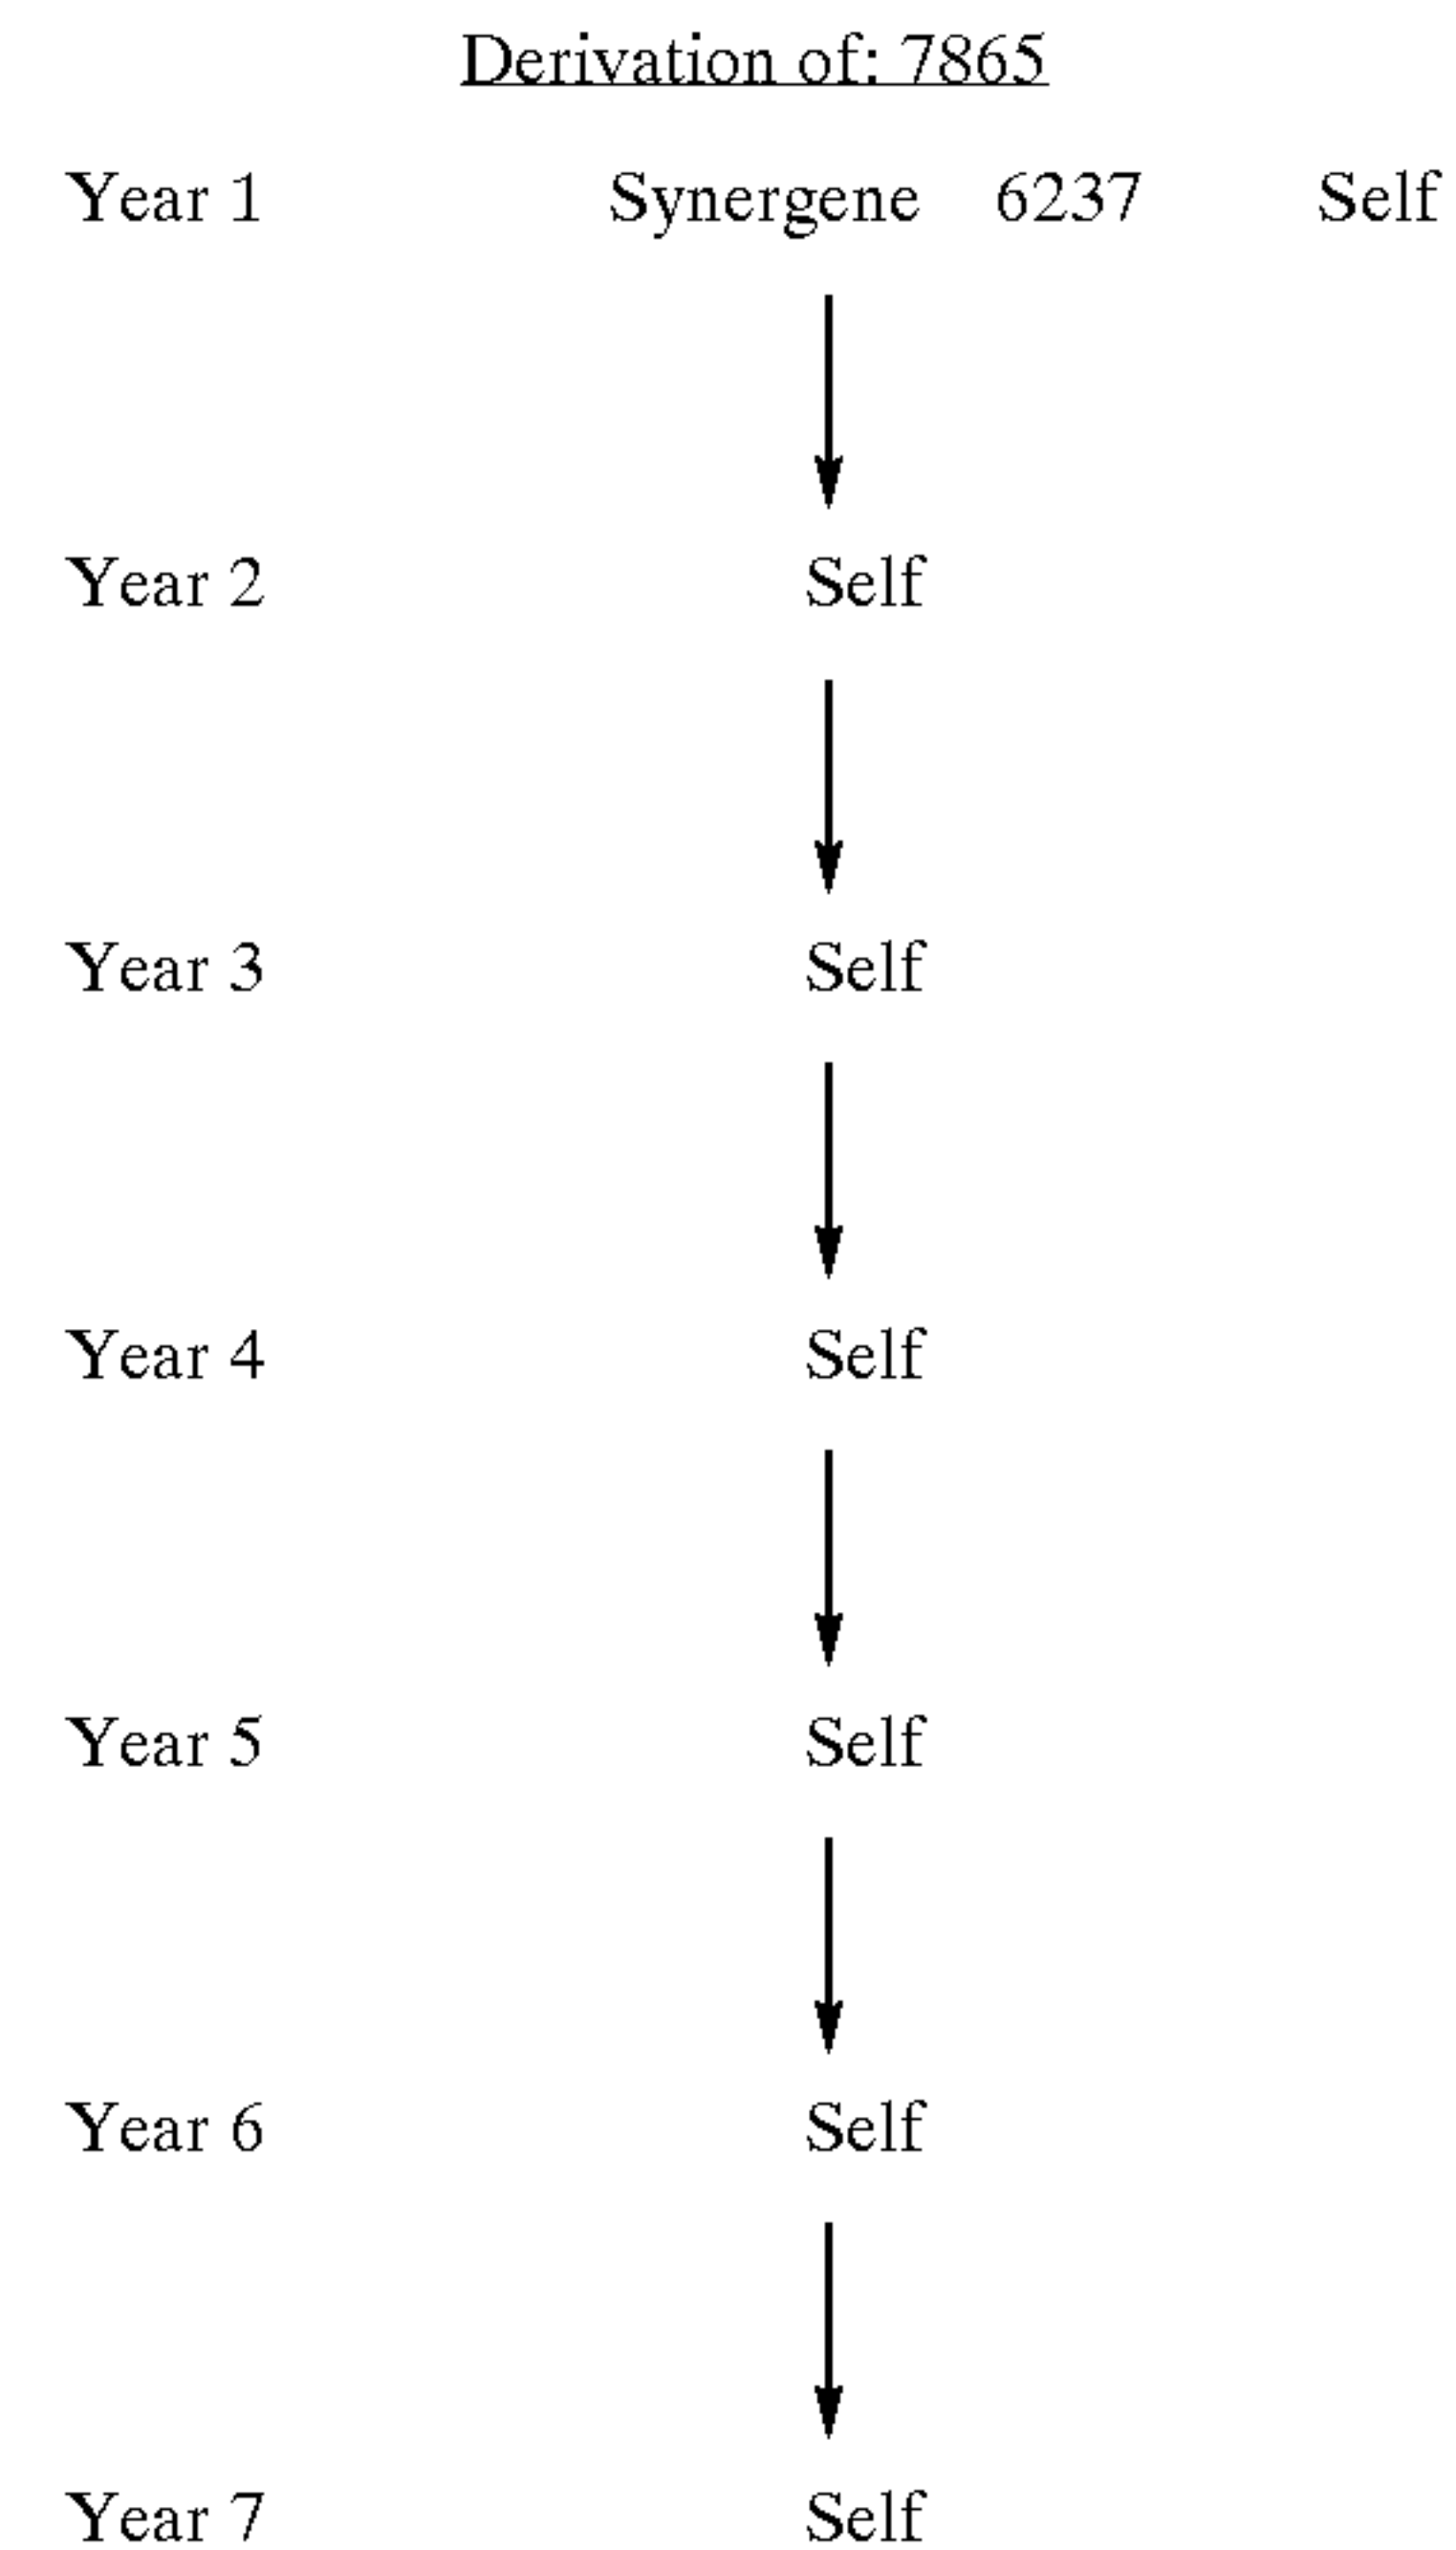 Derivation of: 7865
Year 1 Synergene 6237 Self
Year 2 Self
Year 3 Self
Year 4 Self
Year 5 Self
Year 6 Self
Year 7 Self